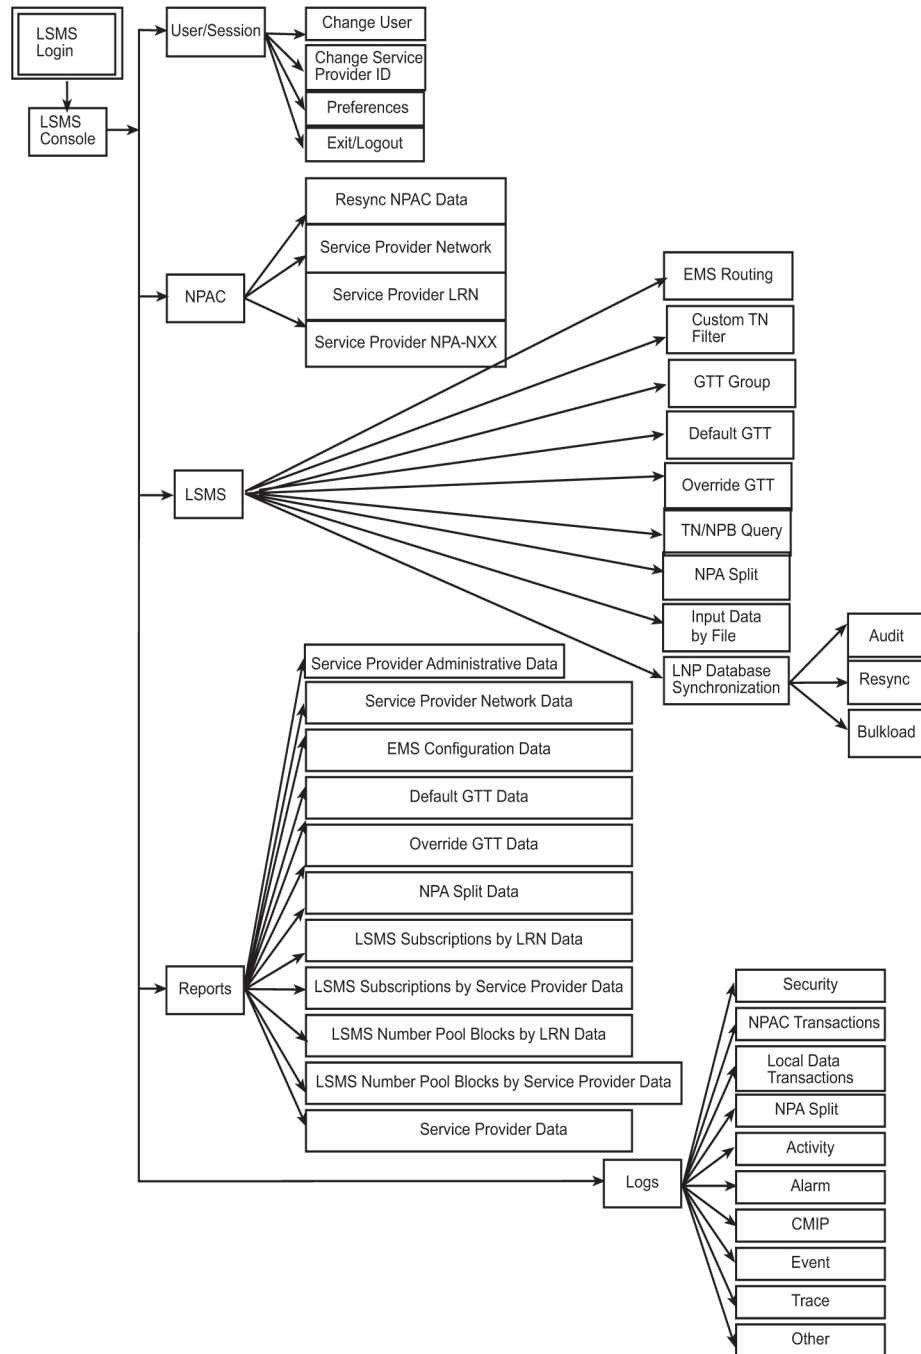 LSMS
Login
LSMS
Console
User/Session
Change User
Change Service
Provider ID
Preferences
Exit/Logout
NPAC
Resync NPAC Data
Service Provider Network
Service Provider LRN
Service Provider NPA-NXX
LSMS
EMS Routing
Custom TN
Filter
GTT Group
Default GTT
Override GTT
TN/NPB Query
NPA Split
Input Data
by File
LNP Database
Synchronization
Audit
Resync
Bulkload
Reports
Service Provider Administrative Data
Service Provider Network Data
EMS Configuration Data
Default GTT Data
Override GTT Data
NPA Split Data
LSMS Subscriptions by LRN Data
LSMS Subscriptions by Service Provider Data
LSMS Number Pool Blocks by LRN Data
LSMS Number Pool Blocks by Service Provider Data
Service Provider Data
Logs
Security
NPAC Transactions
Local Data
Transactions
NPA Split
Activity
Alarm
CMIP
Event
Trace
Other